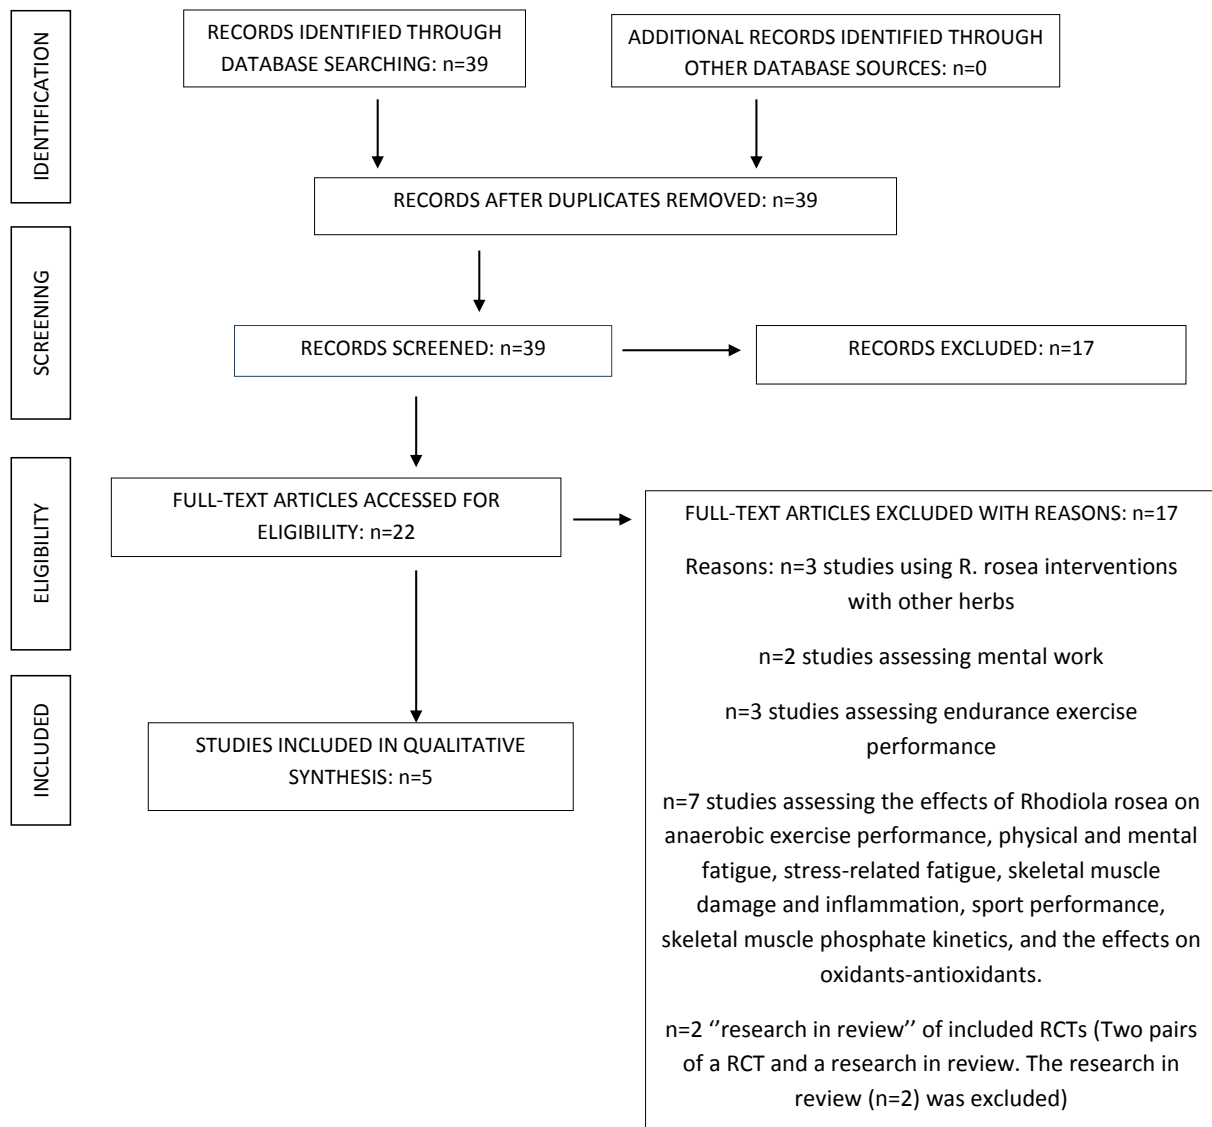 IDENTIFICATION
RECORDS IDENTIFIED THROUGH
DATABASE SEARCHING: n=39
ADDITIONAL RECORDS IDENTIFIED THROUGH
OTHER DATABASE SOURCES: n=0
RECORDS AFTER DUPLICATES REMOVED: n=39
SCREENING
RECORDS SCREENED: n=39
RECORDS EXCLUDED: n=17
ELIGIBILITY
FULL-TEXT ARTICLES ACCESSED FOR
ELIGIBILITY: n=22
FULL-TEXT ARTICLES EXCLUDED WITH REASONS: n=17
Reasons: n=3 studies using R. rosea interventions
with other herbs
n=2 studies assessing mental work
n=3 studies assessing endurance exercise
performance
n=7 studies assessing the effects of Rhodiola rosea on
anaerobic exercise performance, physical and mental
fatigue, stress-related fatigue, skeletal muscle
damage and inflammation, sport performance,
skeletal muscle phosphate kinetics, and the effects on
oxidants-antioxidants.
n=2 ‘’research in review’’ of included RCTs (Two pairs
of a RCT and a research in review. The research in
review (n=2) was excluded)
INCLUDED
STUDIES INCLUDED IN QUALITATIVE
SYNTHESIS: n=5